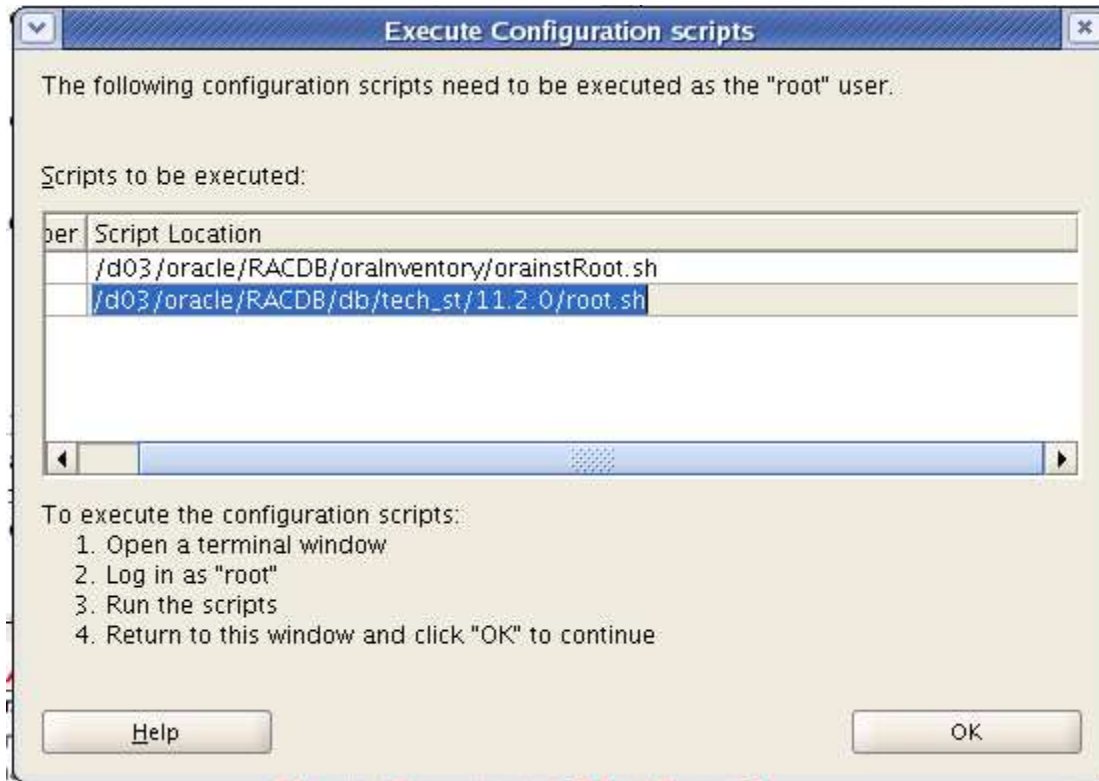 Execute Configuration scripts
The following configuration scripts need to be executed as the "root" user.
Scripts to be executed:
ber Script Location
/d03/oracle/RACDB/oraInventory/orainstRoot.sh
/d03/oracle/RACDB/db/tech_st/11.2.0/root.sh
To execute the configuration scripts:
1. Open a terminal window
2. Log in as "root"
3. Run the scripts
4. Return to this window and click "OK" to continue
Help
OK